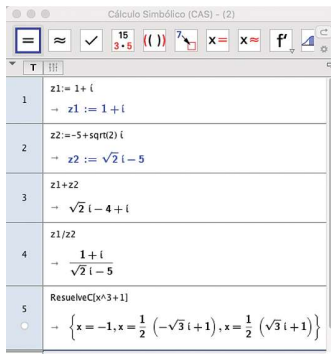 Cálculo Simbólico (CAS) - (2)
= ≈ ✓ 15 3•5 (( )) 7 x= x≈ f′
T
1
z1:= 1+ í
→ z1 := 1 + í
2
z2:=-5+sqrt(2) í
→ z2 := √2 í − 5
3
z1+z2
→ √2 í − 4 + í
4
z1/z2
→ (1 + í)/(√2 í − 5)
5
ResuelveC[x^3+1]
→ {x = −1, x = 1/2 (−√3 í + 1), x = 1/2 (√3 í + 1)}